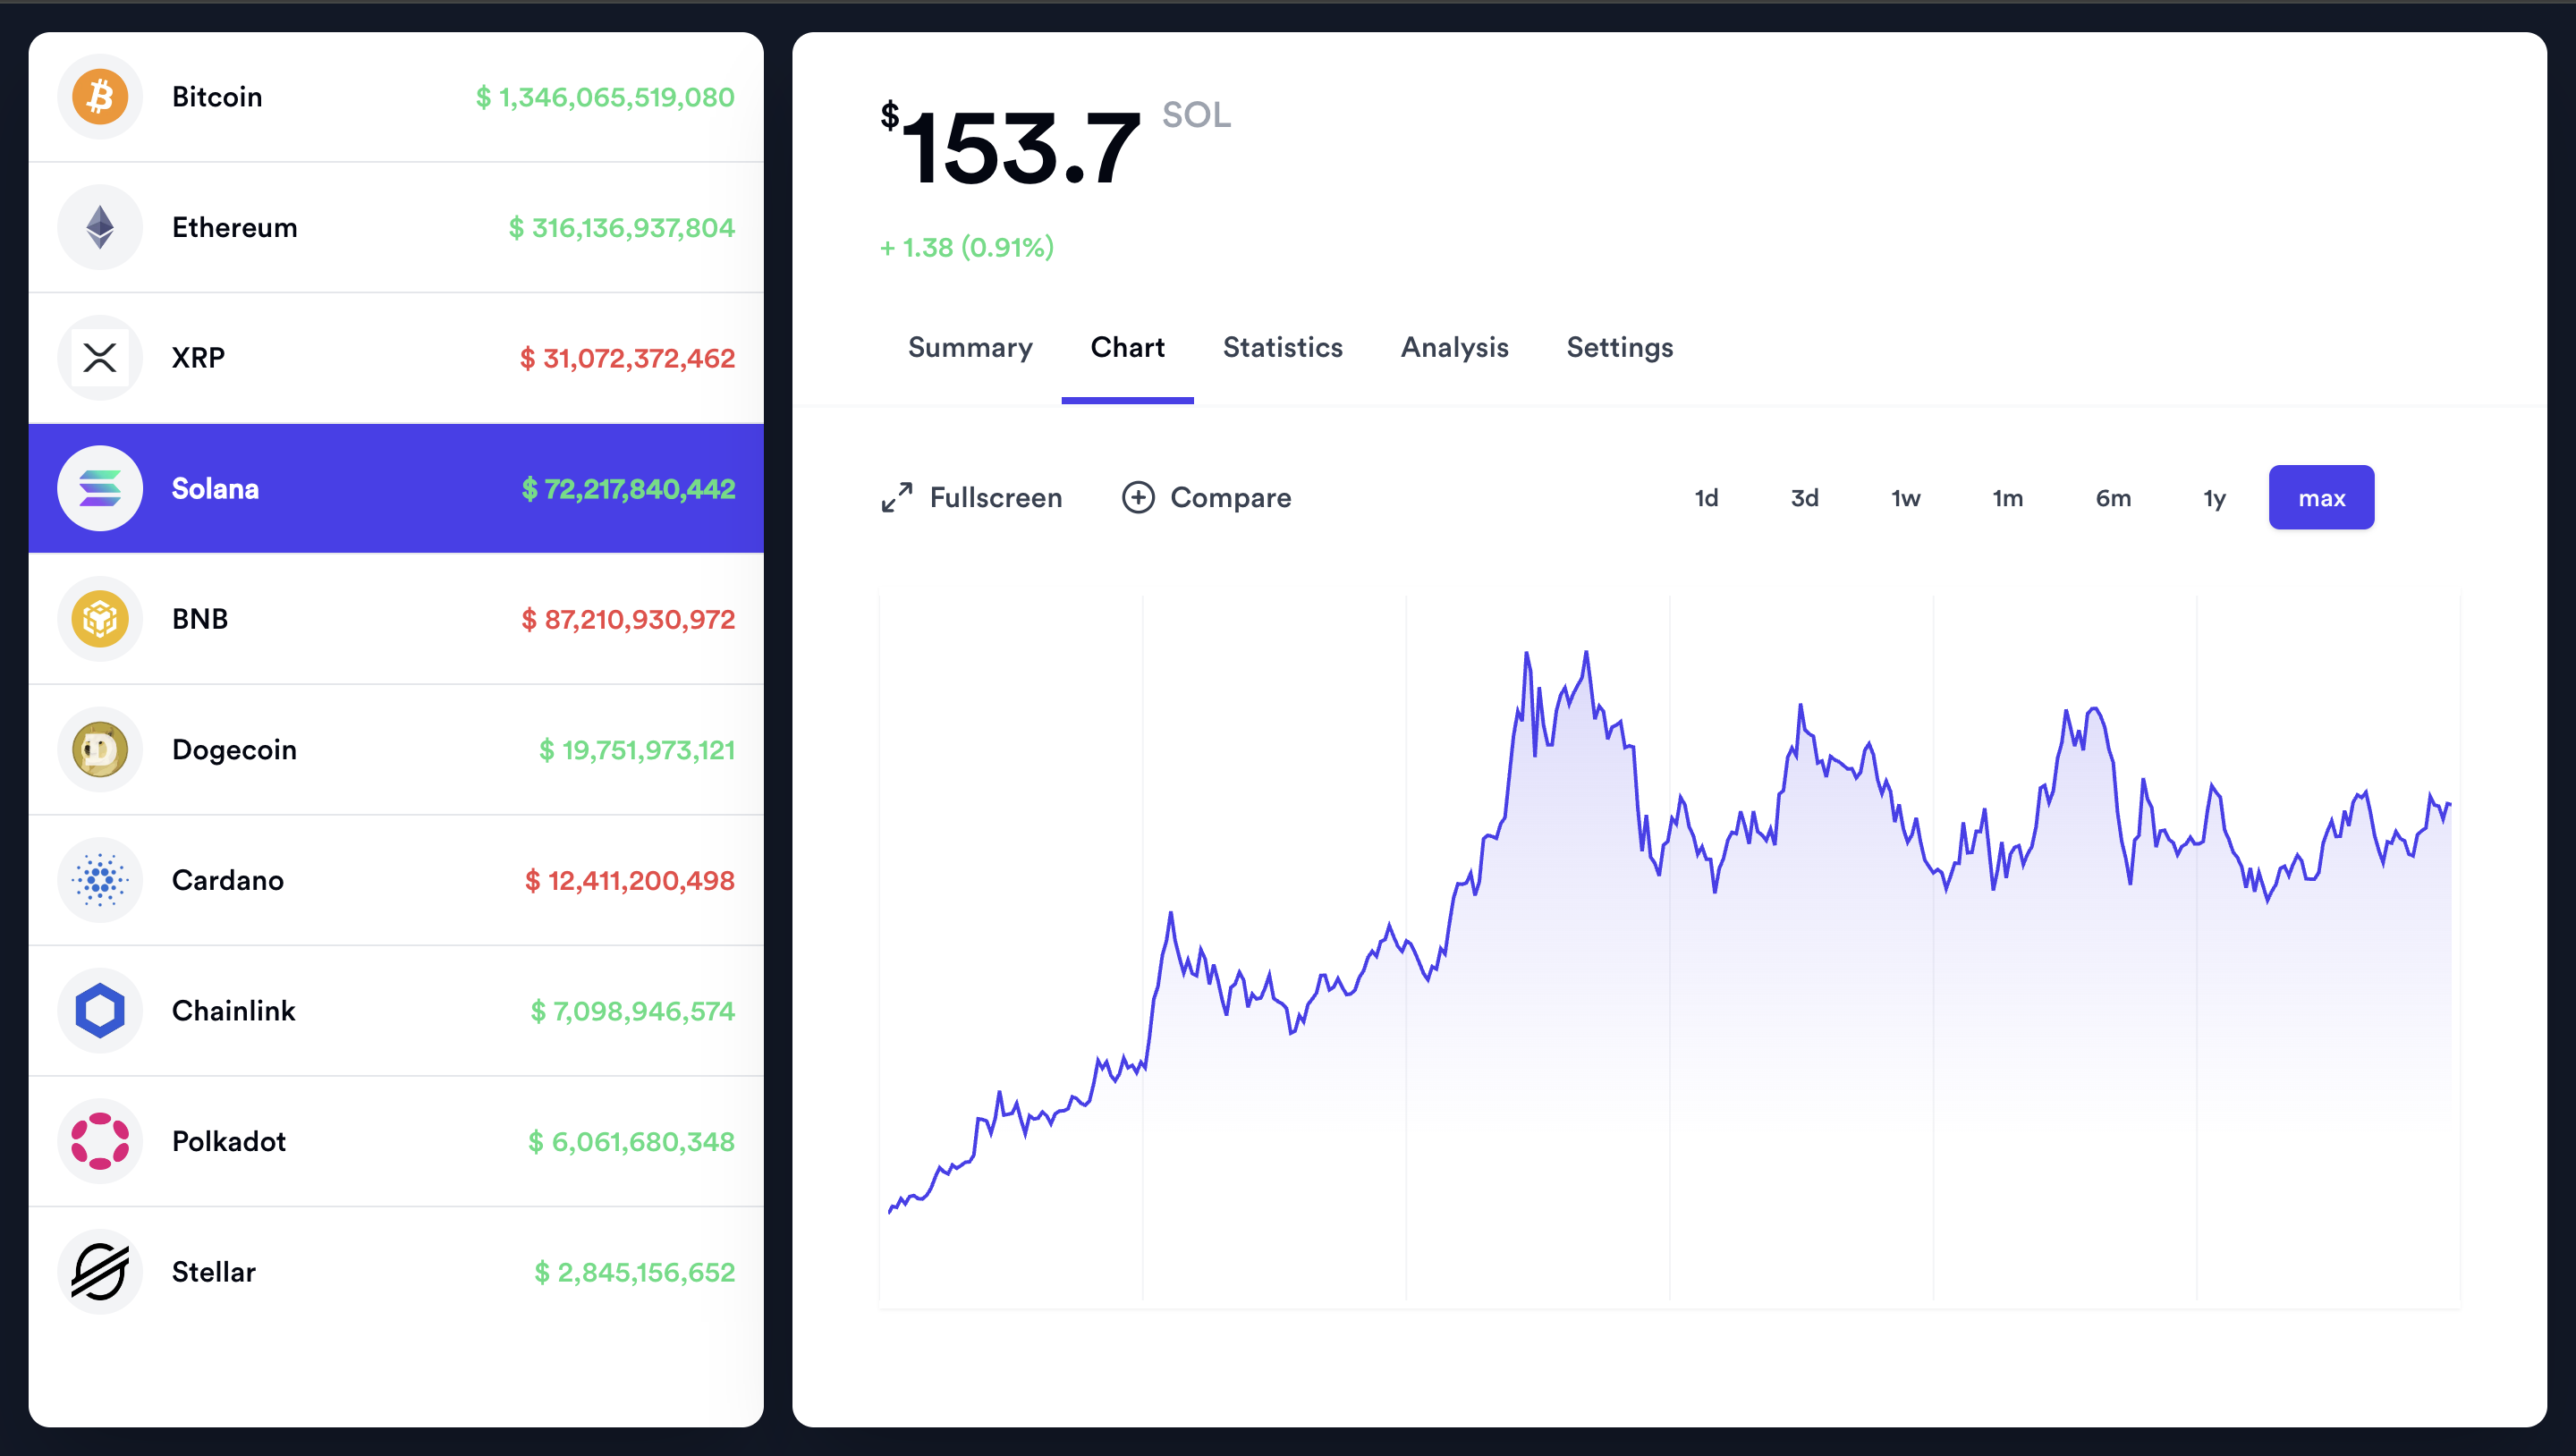 Bitcoin $ 1,346,065,519,080
Ethereum $ 316,136,937,804
XRP $ 31,072,372,462
Solana $ 72,217,840,442
BNB $ 87,210,930,972
Dogecoin $ 19,751,973,121
Cardano $ 12,411,200,498
Chainlink $ 7,098,946,574
Polkadot $ 6,061,680,348
Stellar $ 2,845,156,652
$153.7 SOL
+ 1.38 (0.91%)
Summary Chart Statistics Analysis Settings
Fullscreen Compare 1d 3d 1w 1m 6m 1y max